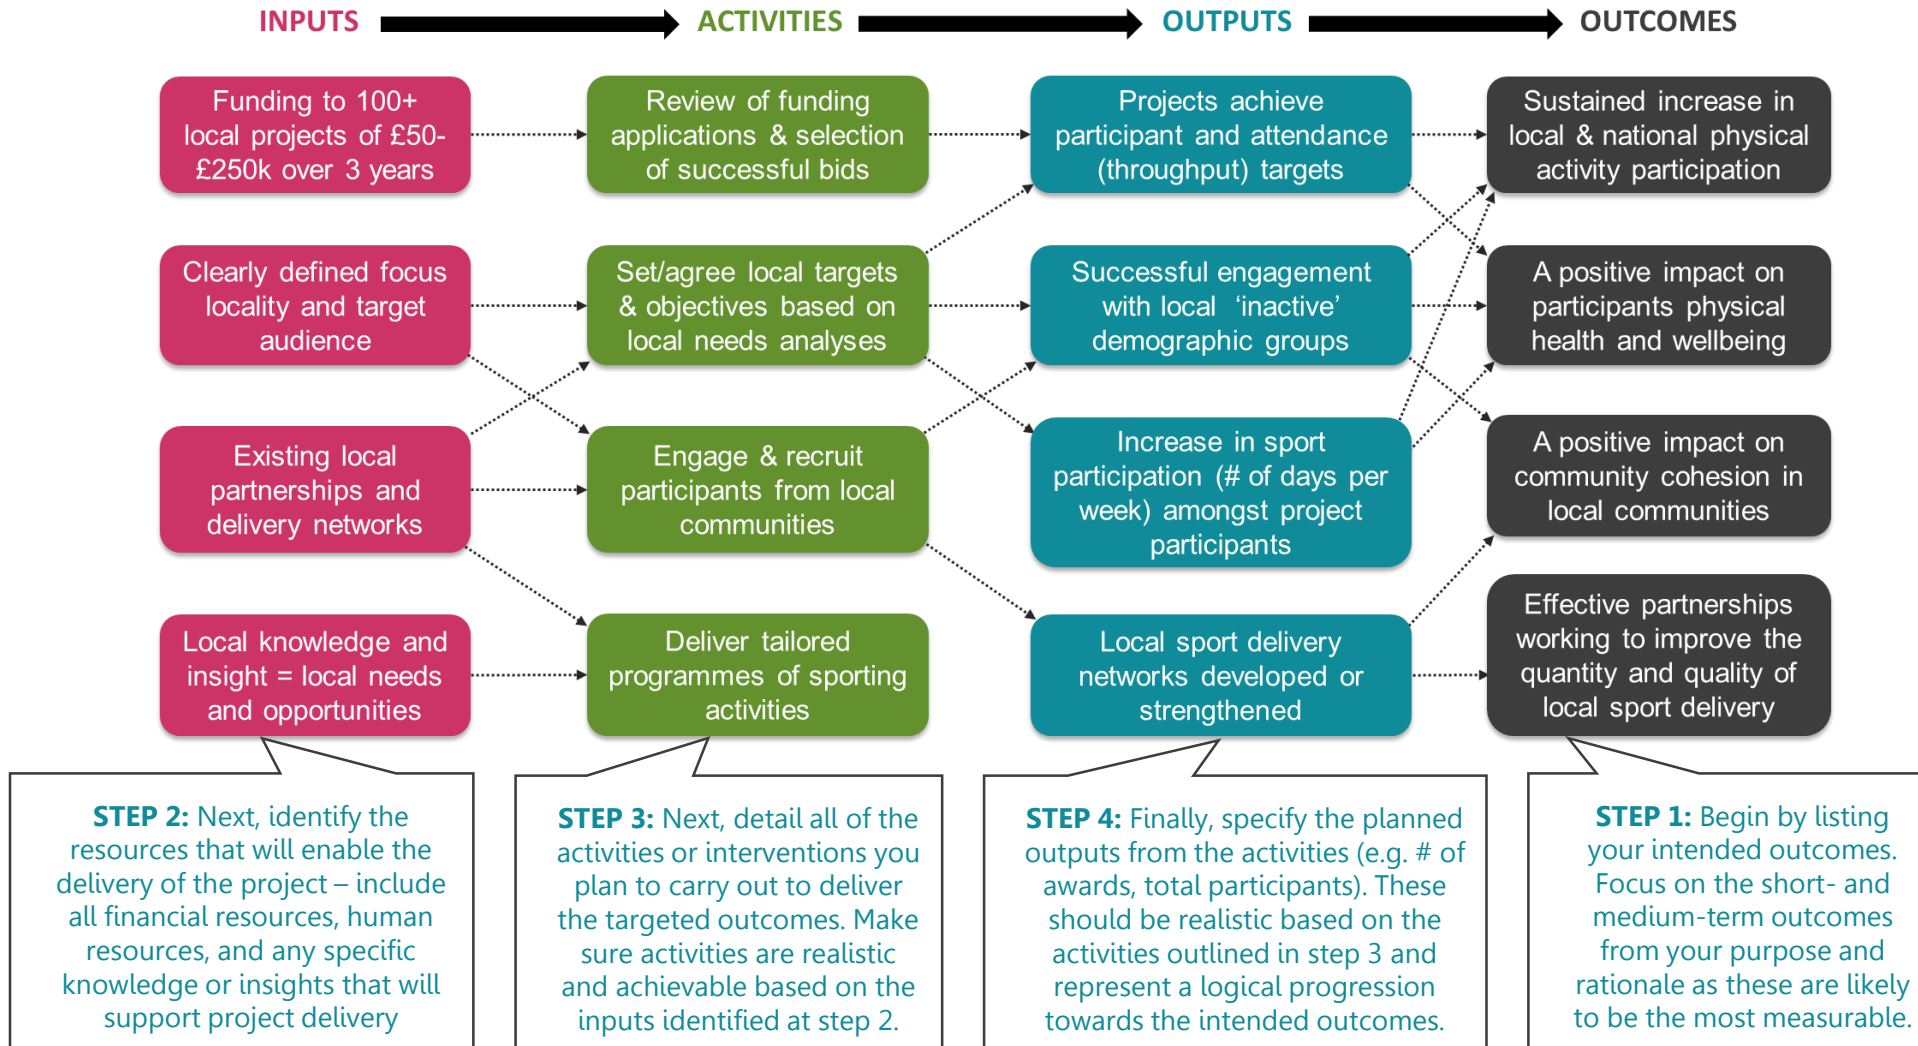 INPUTS
ACTIVITIES
OUTPUTS
OUTCOMES
Funding to 100+
local projects of £50-
£250k over 3 years
Review of funding
applications & selection
of successful bids
Projects achieve
participant and attendance
(throughput) targets
Sustained increase in
local & national physical
activity participation
Clearly defined focus
locality and target
audience
Set/agree local targets
& objectives based on
local needs analyses
Successful engagement
with local ‘inactive’
demographic groups
A positive impact on
participants physical
health and wellbeing
Existing local
partnerships and
delivery networks
Engage & recruit
participants from local
communities
Increase in sport
participation (# of days per
week) amongst project
participants
A positive impact on
community cohesion in
local communities
Local knowledge and
insight = local needs
and opportunities
Deliver tailored
programmes of sporting
activities
Local sport delivery
networks developed or
strengthened
Effective partnerships
working to improve the
quantity and quality of
local sport delivery
STEP 2: Next, identify the
resources that will enable the
delivery of the project – include
all financial resources, human
resources, and any specific
knowledge or insights that will
support project delivery
STEP 3: Next, detail all of the
activities or interventions you
plan to carry out to deliver
the targeted outcomes. Make
sure activities are realistic
and achievable based on the
inputs identified at step 2.
STEP 4: Finally, specify the planned
outputs from the activities (e.g. # of
awards, total participants). These
should be realistic based on the
activities outlined in step 3 and
represent a logical progression
towards the intended outcomes.
STEP 1: Begin by listing
your intended outcomes.
Focus on the short- and
medium-term outcomes
from your purpose and
rationale as these are likely
to be the most measurable.